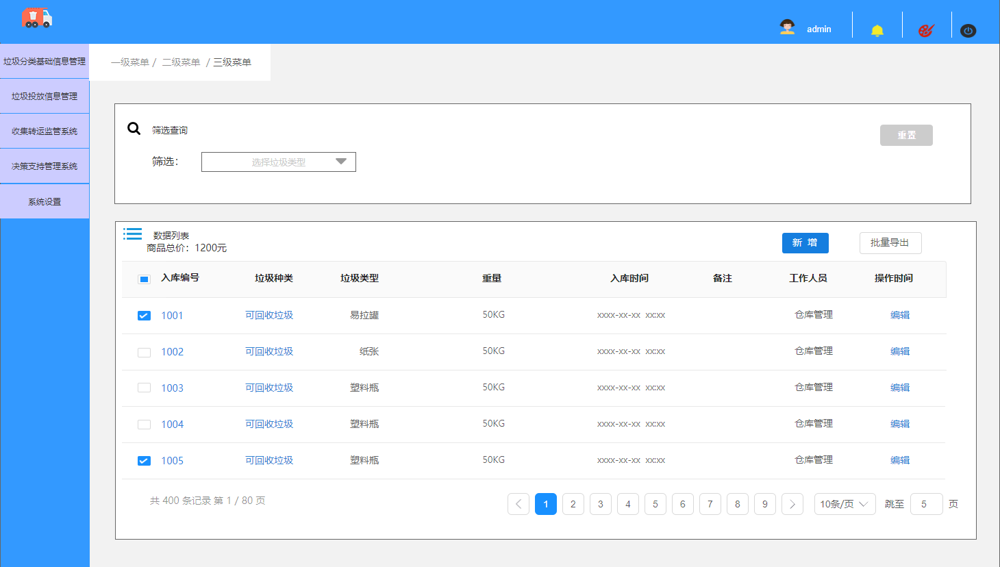 admin
垃圾分类基础信息管理
垃圾投放信息管理
收集转运监管系统
决策支持管理系统
系统设置
一级菜单 / 二级菜单 / 三级菜单
筛选查询
重置
筛选：
选择垃圾类型
数据列表
商品总价：1200元
新 增
批量导出
入库编号 垃圾种类 垃圾类型 重量 入库时间 备注 工作人员 操作时间
1001 可回收垃圾 易拉罐 50KG xxxx-xx-xx xx:xx 仓库管理 编辑
1002 可回收垃圾 纸张 50KG xxxx-xx-xx xx:xx 仓库管理 编辑
1003 可回收垃圾 塑料瓶 50KG xxxx-xx-xx xx:xx 仓库管理 编辑
1004 可回收垃圾 塑料瓶 50KG xxxx-xx-xx xx:xx 仓库管理 编辑
1005 可回收垃圾 塑料瓶 50KG xxxx-xx-xx xx:xx 仓库管理 编辑
共 400 条记录 第 1 / 80 页
1 2 3 4 5 6 7 8 9 10条/页 跳至 5 页